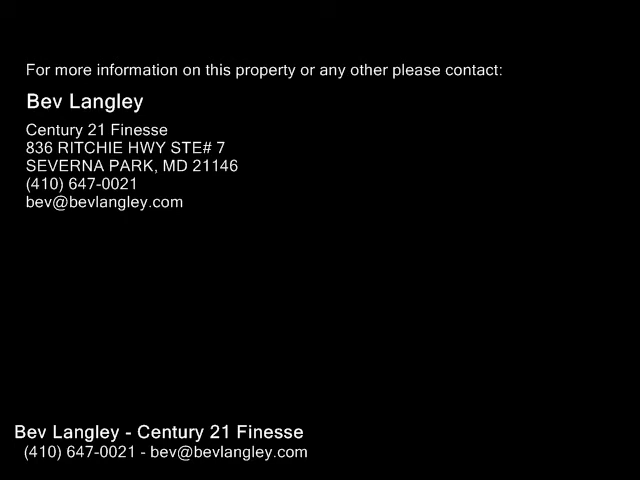 For more information on this property or any other please contact:
Bev Langley
Century 21 Finesse
836 RITCHIE HWY STE# 7
SEVERNA PARK, MD 21146
(410) 647-0021
bev@bevlangley.com
Bev Langley - Century 21 Finesse
(410) 647-0021 - bev@bevlangley.com